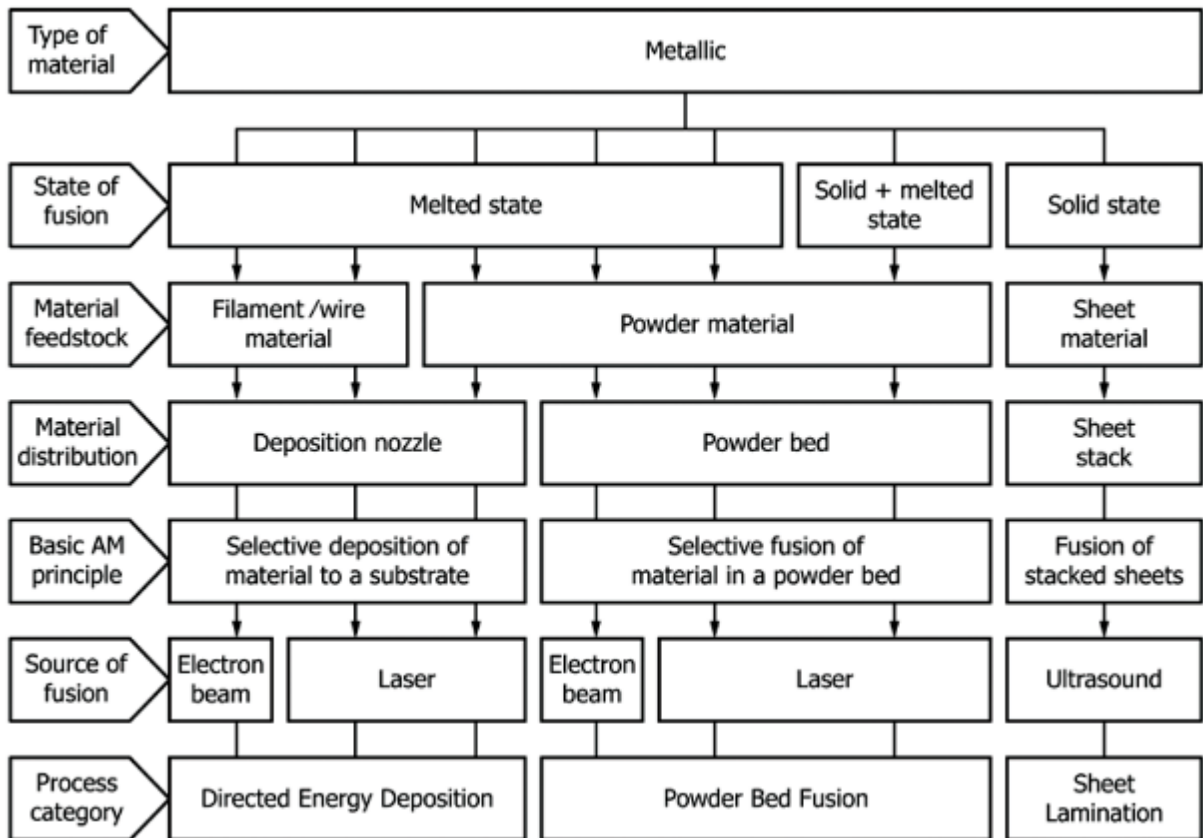 Type of
material
Metallic
State of
fusion
Melted state
Solid + melted
state
Solid state
Material
feedstock
Filament /wire
material
Powder material
Sheet
material
Material
distribution
Deposition nozzle
Powder bed
Sheet
stack
Basic AM
principle
Selective deposition of
material to a substrate
Selective fusion of
material in a powder bed
Fusion of
stacked sheets
Source of
fusion
Electron
beam
Laser
Electron
beam
Laser
Ultrasound
Process
category
Directed Energy Deposition
Powder Bed Fusion
Sheet
Lamination